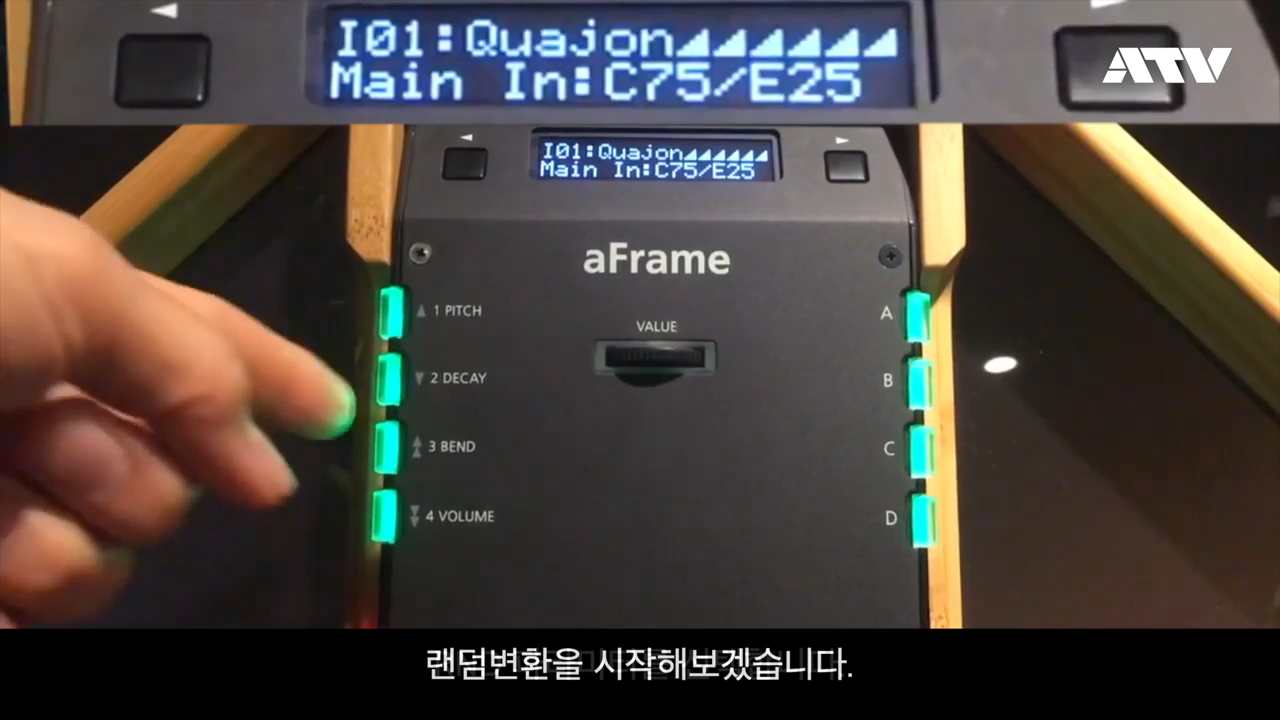 I01:Quajon
Main In:C75/E25
ATV
I01:Quajon
Main In:C75/E25
aFrame
1 PITCH
A
VALUE
2 DECAY
B
3 BEND
C
4 VOLUME
D
랜덤변환을 시작해보겠습니다.